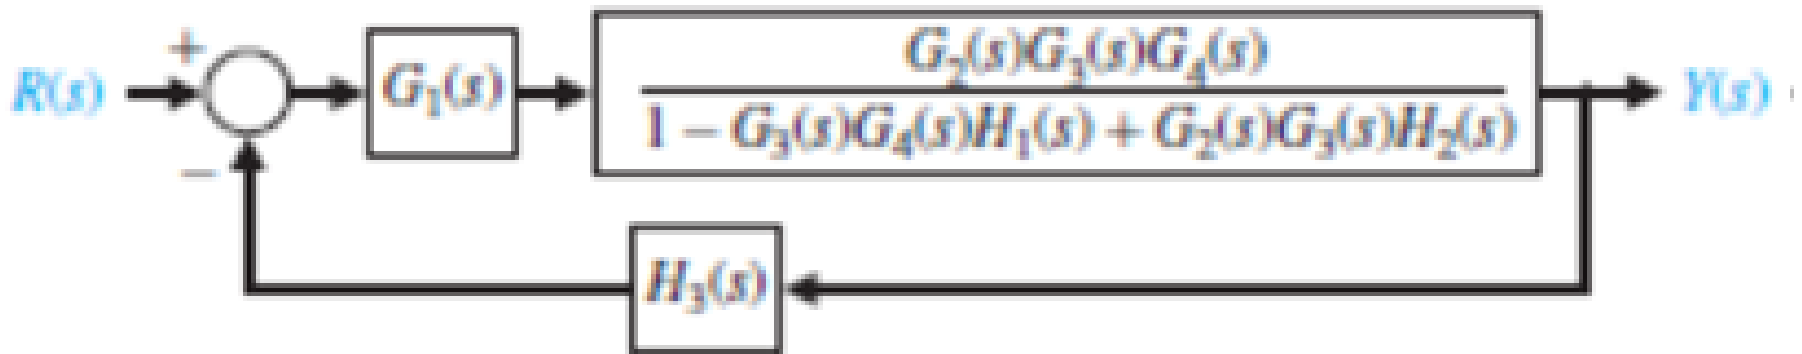 R(s)
+
−
G₁(s)
G₂(s)G₃(s)G₄(s)
1 − G₃(s)G₄(s)H₁(s) + G₂(s)G₃(s)H₂(s)
Y(s)
H₃(s)